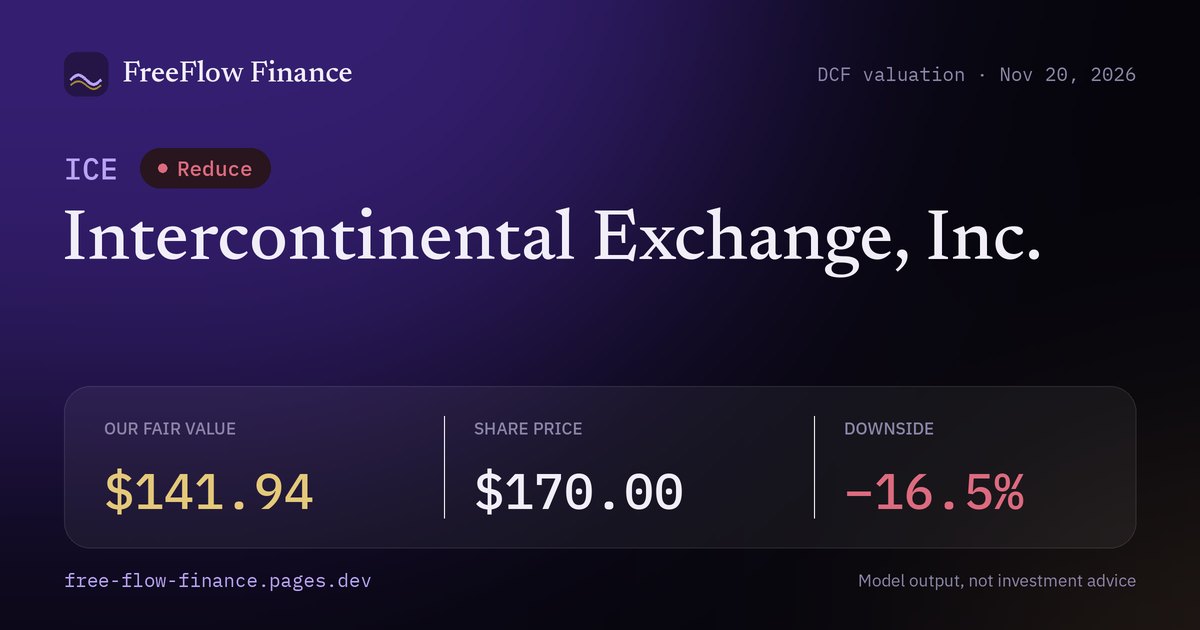 FreeFlow Finance
DCF valuation · Nov 20, 2026
ICE
Reduce
Intercontinental Exchange, Inc.
OUR FAIR VALUE
SHARE PRICE
DOWNSIDE
$141.94
$170.00
−16.5%
free-flow-finance.pages.dev
Model output, not investment advice